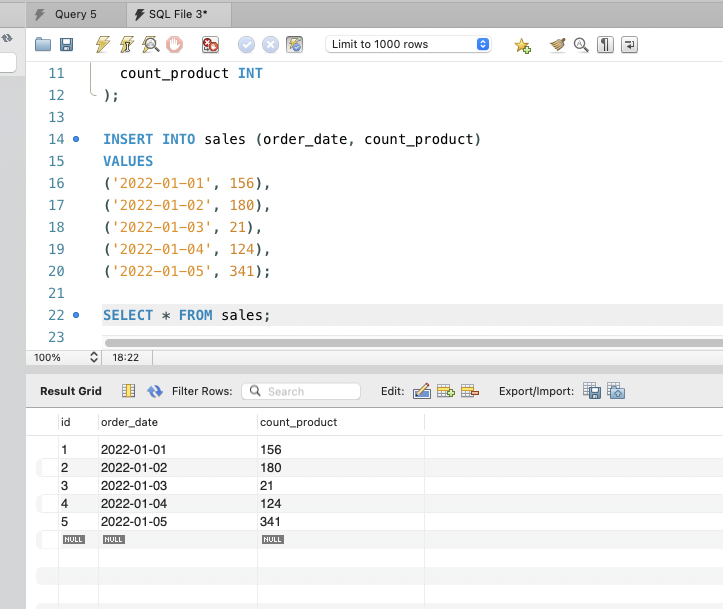 Query 5
SQL File 3*
Limit to 1000 rows
11 count_product INT
12 );
13
14 INSERT INTO sales (order_date, count_product)
15 VALUES
16 ('2022-01-01', 156),
17 ('2022-01-02', 180),
18 ('2022-01-03', 21),
19 ('2022-01-04', 124),
20 ('2022-01-05', 341);
21
22 SELECT * FROM sales;
23
100% 18:22
Result Grid Filter Rows: Search Edit: Export/Import:
id order_date count_product
1 2022-01-01 156
2 2022-01-02 180
3 2022-01-03 21
4 2022-01-04 124
5 2022-01-05 341
NULL NULL NULL